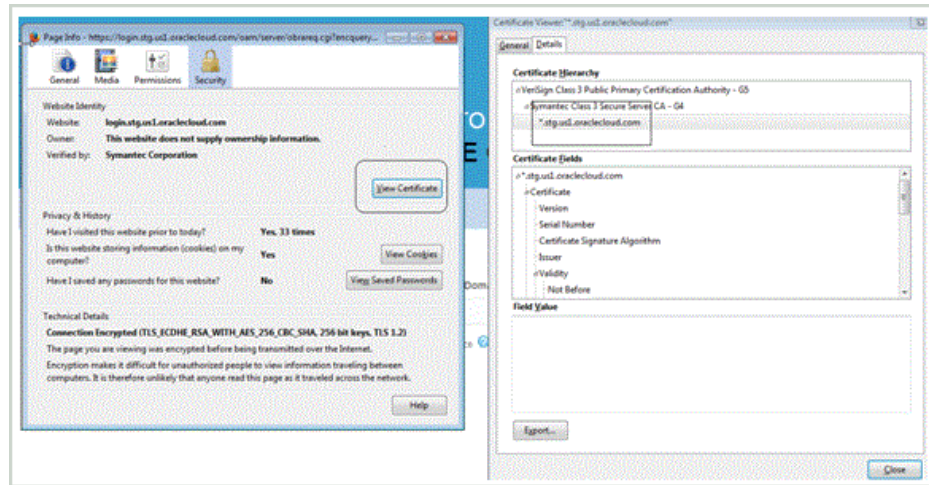 Page Info - https://login.stg.us1.oraclecloud.com/oam/server/obrareq.cgi?encquery...
General Media Permissions Security
Website Identity
Website: login.stg.us1.oraclecloud.com
Owner: This website does not supply ownership information.
Verified by: Symantec Corporation
View Certificate
Privacy & History
Have I visited this website prior to today? Yes, 33 times
Is this website storing information (cookies) on my
computer? Yes View Cookies
Have I saved any passwords for this website? No View Saved Passwords
Technical Details
Connection Encrypted (TLS_ECDHE_RSA_WITH_AES_256_CBC_SHA, 256 bit keys, TLS 1.2)
The page you are viewing was encrypted before being transmitted over the Internet.
Encryption makes it difficult for unauthorized people to view information traveling between
computers. It is therefore unlikely that anyone read this page as it traveled across the network.
Help
TO
E
Dom
ce
Certificate Viewer:"*.stg.us1.oraclecloud.com"
General Details
Certificate Hierarchy
VeriSign Class 3 Public Primary Certification Authority - G5
Symantec Class 3 Secure Server CA - G4
*.stg.us1.oraclecloud.com
Certificate Fields
*.stg.us1.oraclecloud.com
Certificate
Version
Serial Number
Certificate Signature Algorithm
Issuer
Validity
Not Before
Field Value
Export...
Close